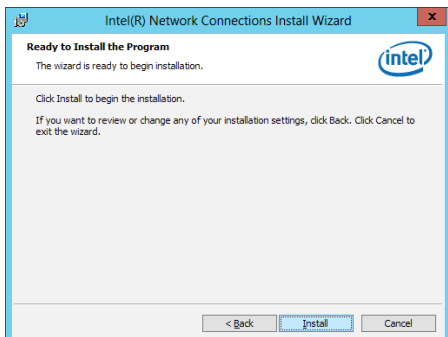 Intel(R) Network Connections Install Wizard
x
Ready to Install the Program
The wizard is ready to begin installation.
intel
Click Install to begin the installation.
If you want to review or change any of your installation settings, click Back. Click Cancel to
exit the wizard.
< Back
Install
Cancel